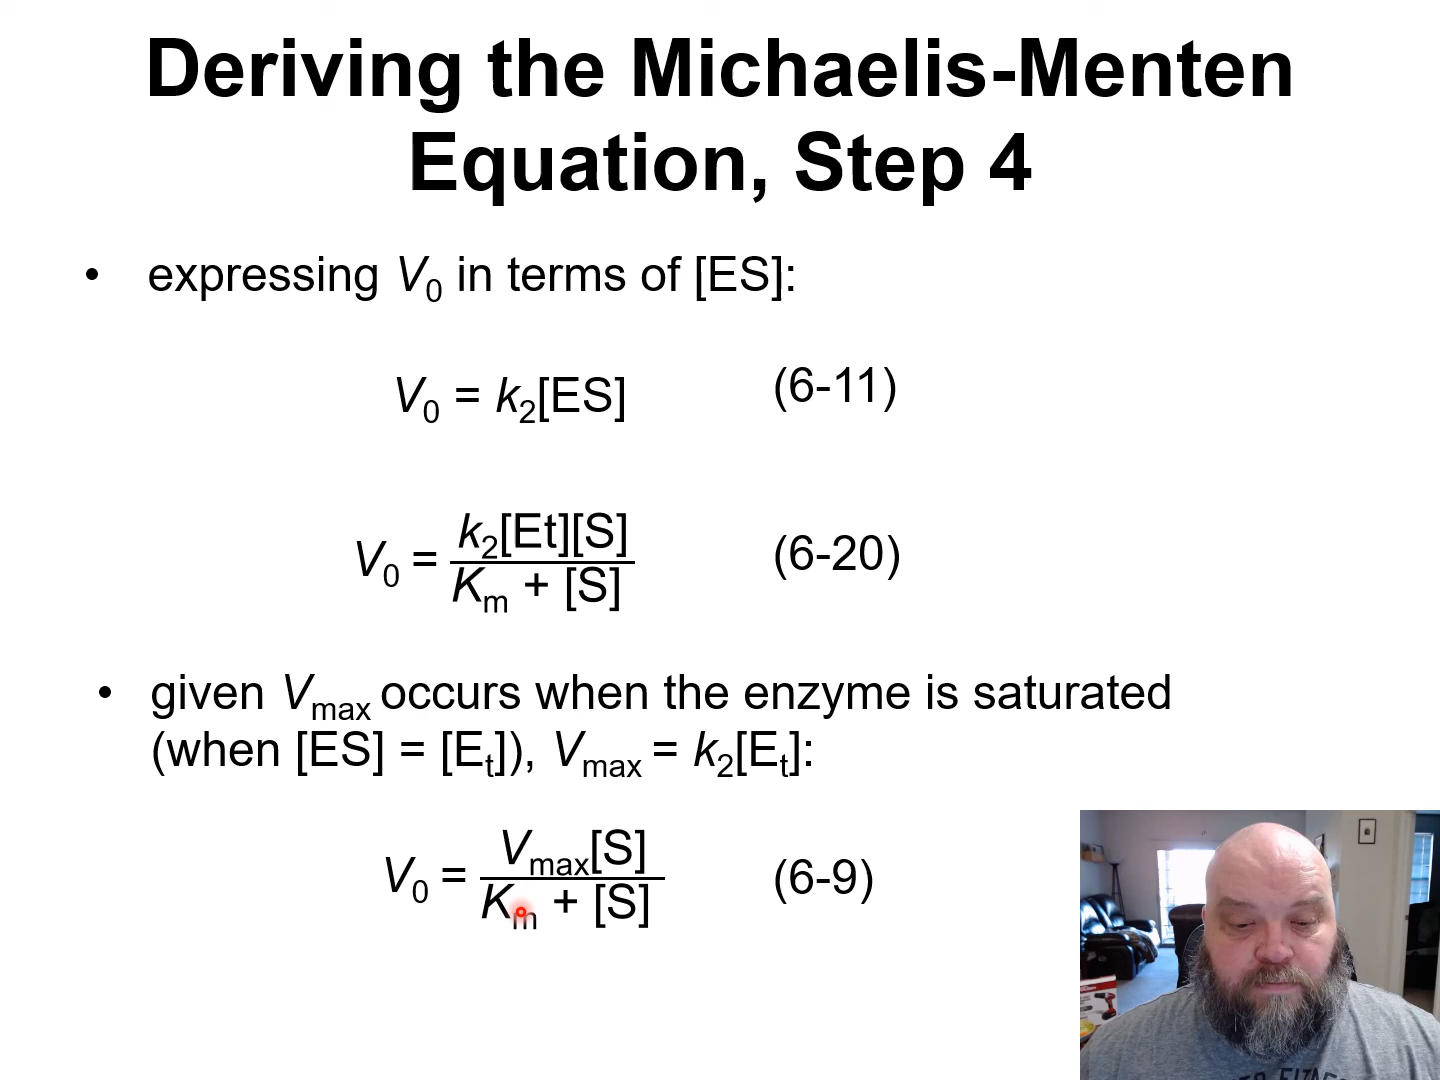 Deriving the Michaelis-Menten
Equation, Step 4
• expressing V₀ in terms of [ES]:
V₀ = k₂[ES] (6-11)
V₀ = k₂[Et][S] / Kₘ + [S] (6-20)
• given Vmax occurs when the enzyme is saturated
(when [ES] = [Et]), Vmax = k₂[Et]:
V₀ = Vmax[S] / Kₘ + [S] (6-9)